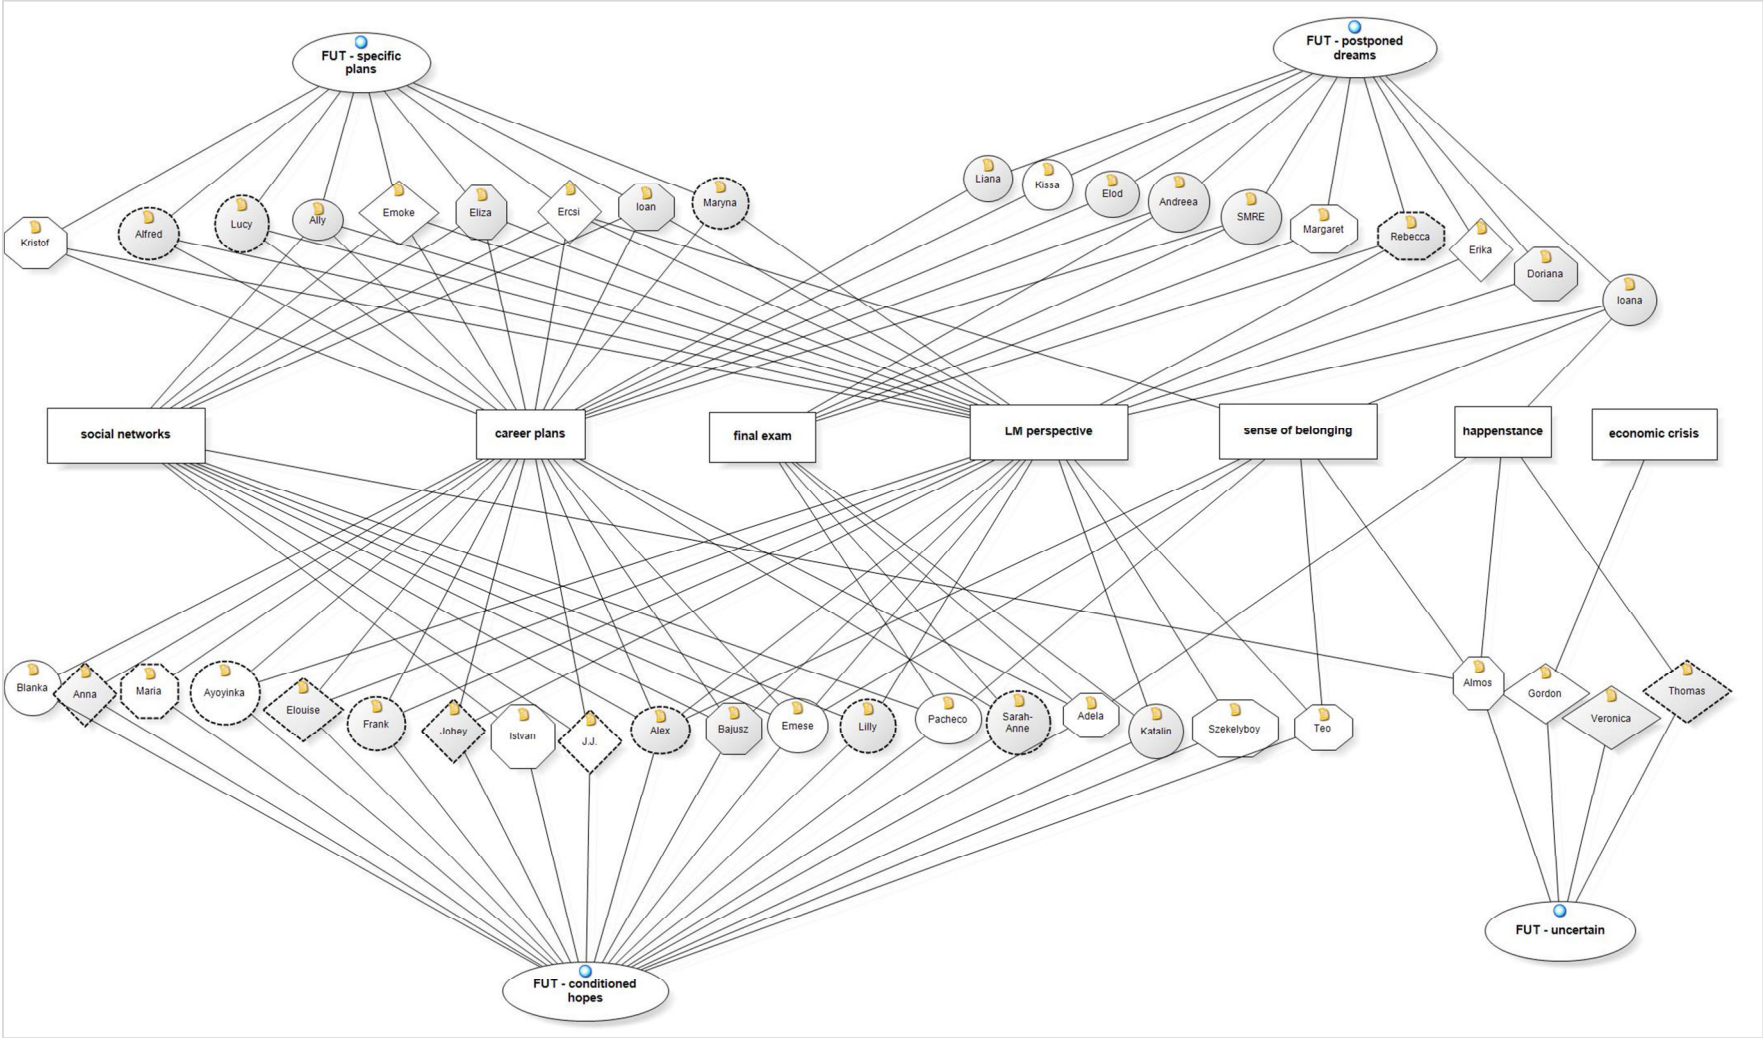 FUT - specific
plans
FUT - postponed
dreams
Kristof
Alfred
Lucy
Ally
Emoke
Eliza
Ercsi
Ioan
Maryna
Liana
Kissa
Elod
Andreea
SMRE
Margaret
Rebecca
Erika
Doriana
Ioana
social networks
career plans
final exam
LM perspective
sense of belonging
happenstance
economic crisis
Blanka
Anna
Maria
Ayoyinka
Elouise
Frank
Johey
Istvan
J.J.
Alex
Bajusz
Emese
Lilly
Pacheco
Sarah-
Anne
Adela
Katalin
Szekelyboy
Teo
Almos
Gordon
Veronica
Thomas
FUT - uncertain
FUT - conditioned
hopes